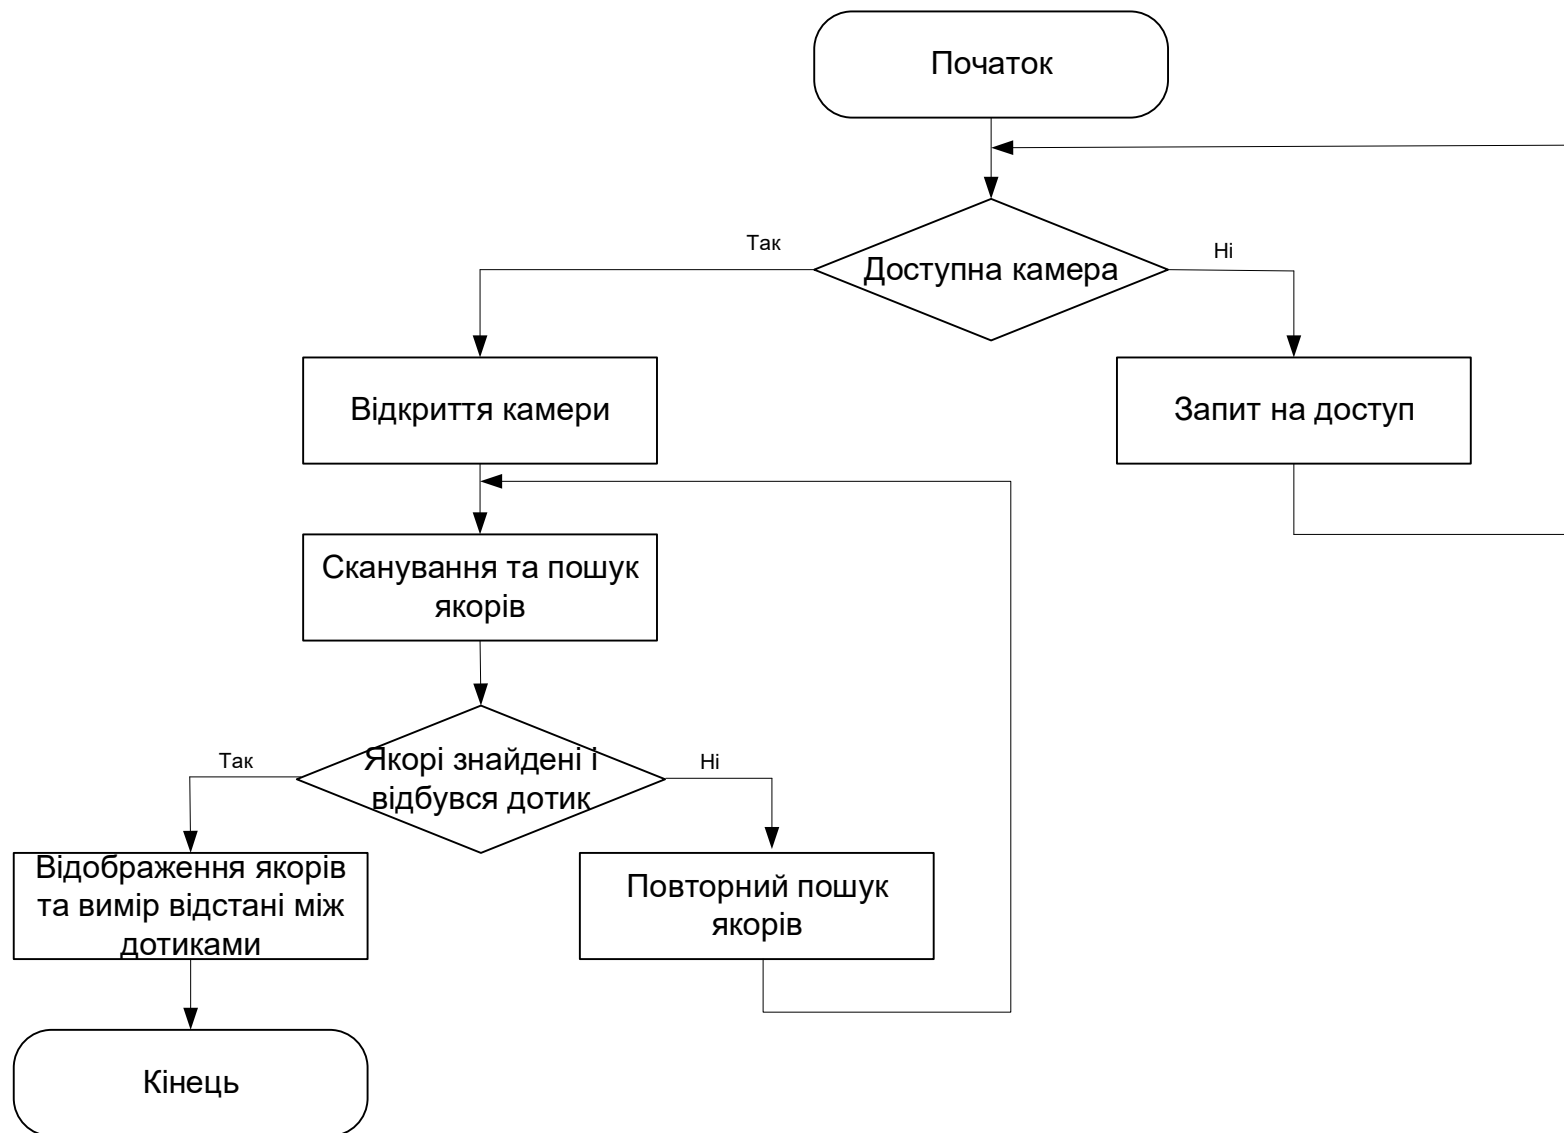 Початок
Так
Ні
Доступна камера
Відкриття камери
Запит на доступ
Сканування та пошук
якорів
Так
Якорі знайдені і
відбувся дотик
Ні
Відображення якорів
та вимір відстані між
дотиками
Повторний пошук
якорів
Кінець